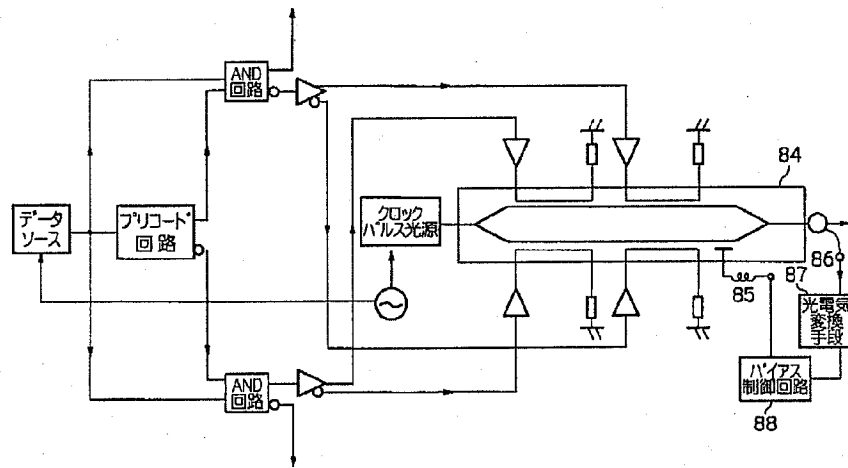 AND
回路
データ
ソース
プリコード
回路
クロック
パルス光源
84
86
85
87
光電気
変換
手段
バイアス
制御回路
88
AND
回路